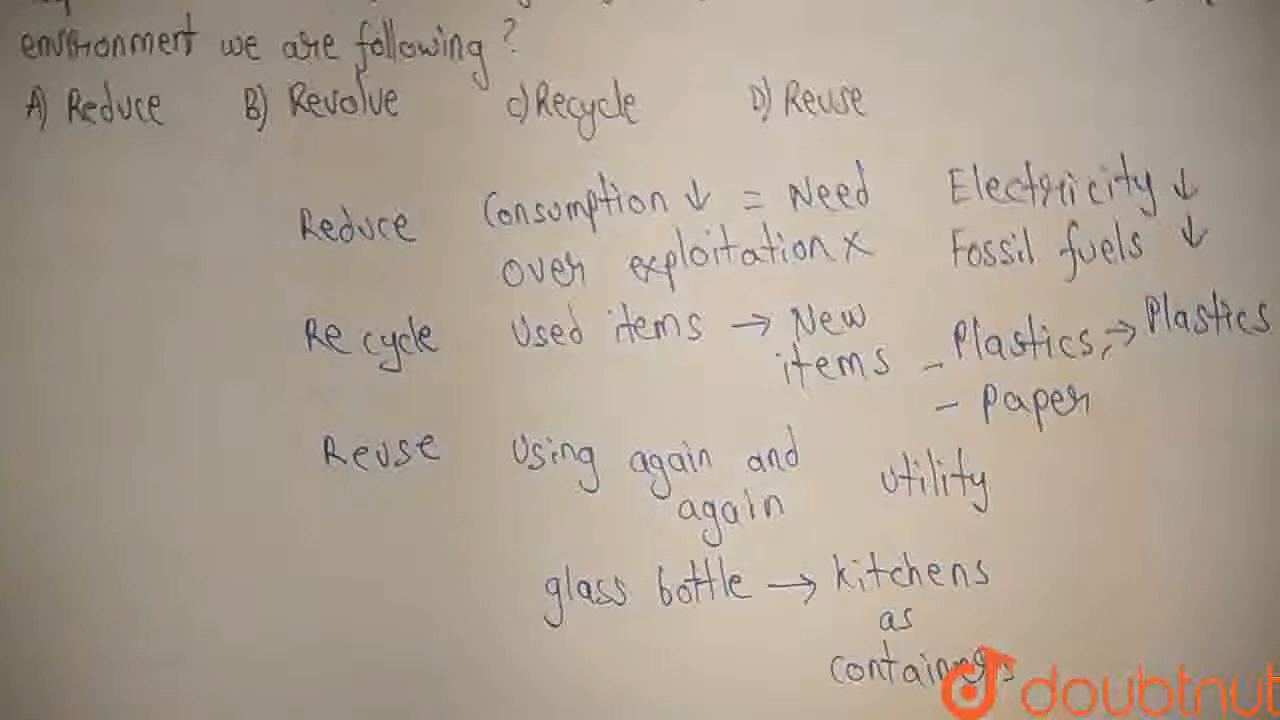 environment we are following?
A) Reduce B) Revolve C) Recycle D) Reuse
Reduce Consumption ↓ = Need Electricity ↓
over exploitation x Fossil fuels ↓
Recycle Used items → New items - Plastics, → Plastics
- Paper
Reuse Using again and again utility
glass bottle → kitchens
as
containers
doubtnut